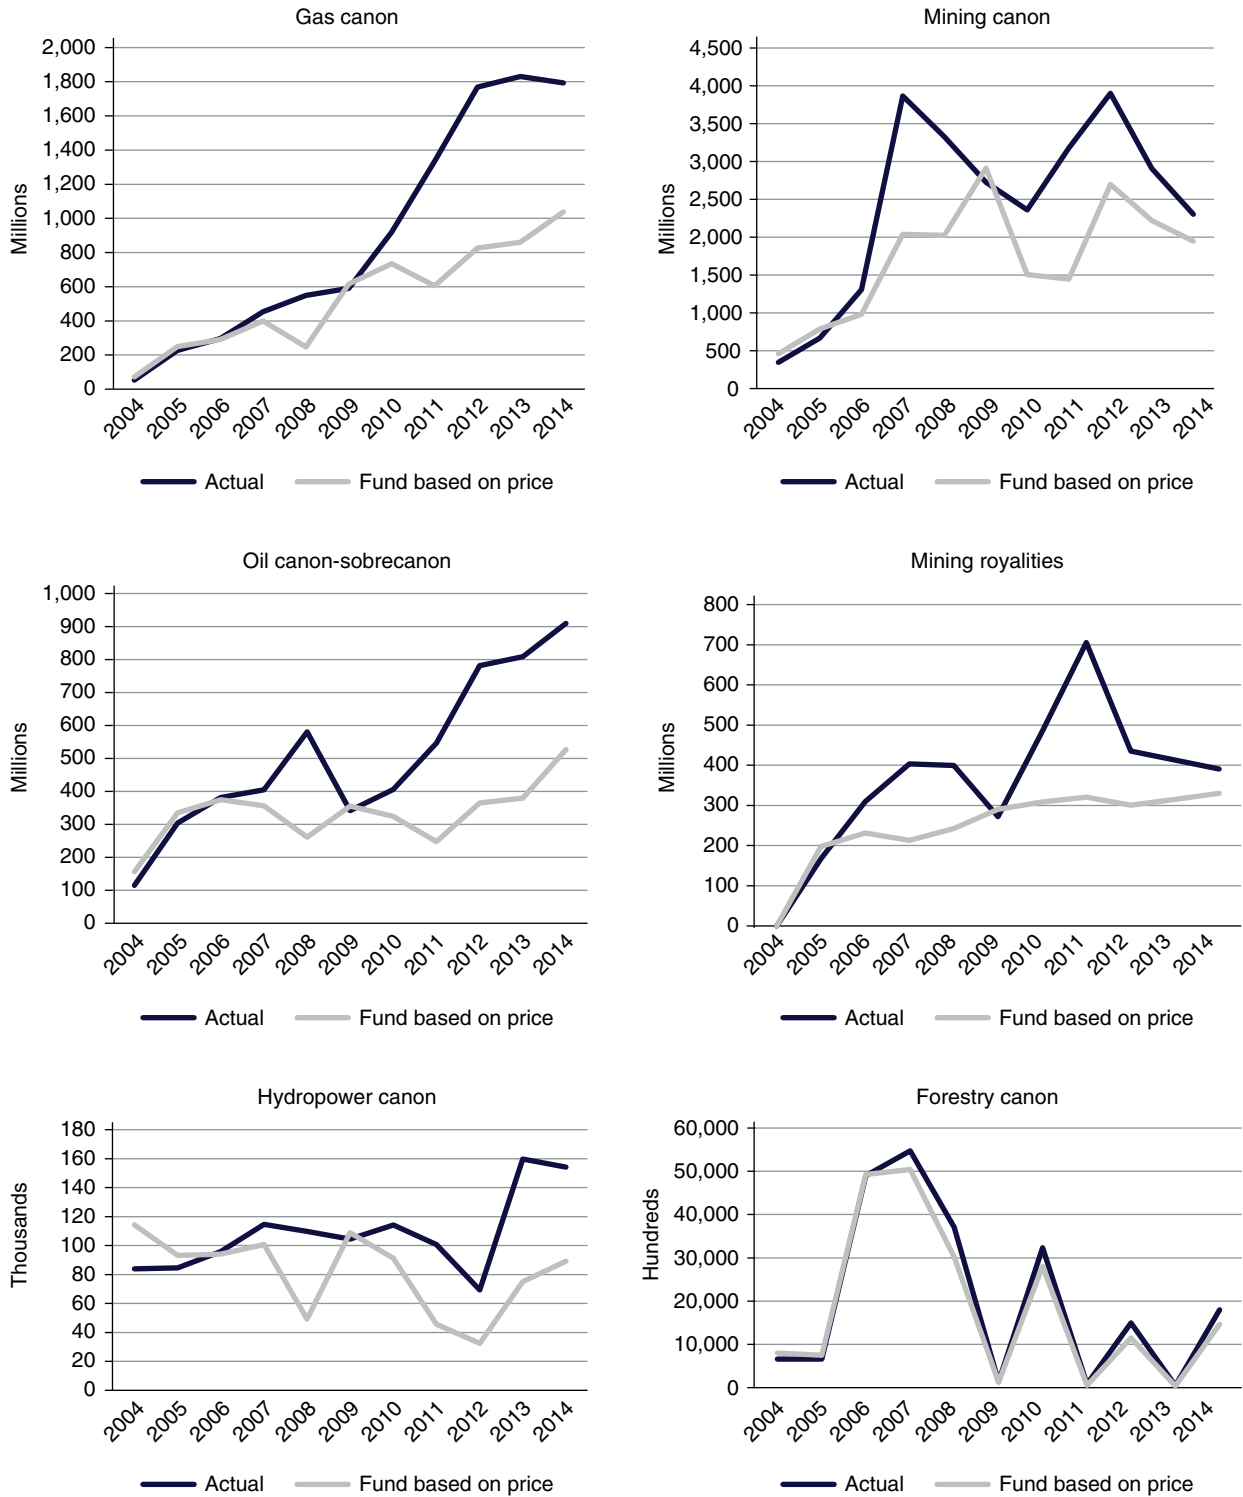 Gas canon
Millions
2,000
1,800
1,600
1,400
1,200
1,000
800
600
400
200
0
2004 2005 2006 2007 2008 2009 2010 2011 2012 2013 2014
Actual Fund based on price
Mining canon
Millions
4,500
4,000
3,500
3,000
2,500
2,000
1,500
1,000
500
0
2004 2005 2006 2007 2008 2009 2010 2011 2012 2013 2014
Actual Fund based on price
Oil canon-sobrecanon
Millions
1,000
900
800
700
600
500
400
300
200
100
0
2004 2005 2006 2007 2008 2009 2010 2011 2012 2013 2014
Actual Fund based on price
Mining royalities
Millions
800
700
600
500
400
300
200
100
0
2004 2005 2006 2007 2008 2009 2010 2011 2012 2013 2014
Actual Fund based on price
Hydropower canon
Thousands
180
160
140
120
100
80
60
40
20
0
2004 2005 2006 2007 2008 2009 2010 2011 2012 2013 2014
Actual Fund based on price
Forestry canon
Hundreds
60,000
50,000
40,000
30,000
20,000
10,000
0
2004 2005 2006 2007 2008 2009 2010 2011 2012 2013 2014
Actual Fund based on price